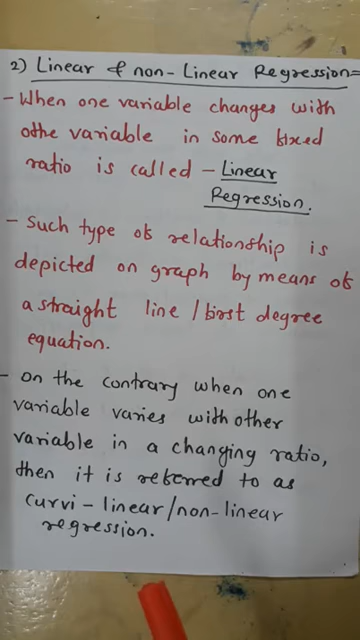 2) Linear & non-Linear Regression=
- When one variable changes with
othe variable in some fixed
ratio is called - Linear
Regression.
- Such type of relationship is
depicted on graph by means of
a straight line / first degree
equation.
- on the contrary when one
variable varies with other
variable in a changing ratio,
then it is referred to as
curvi-linear/non-linear
regression.